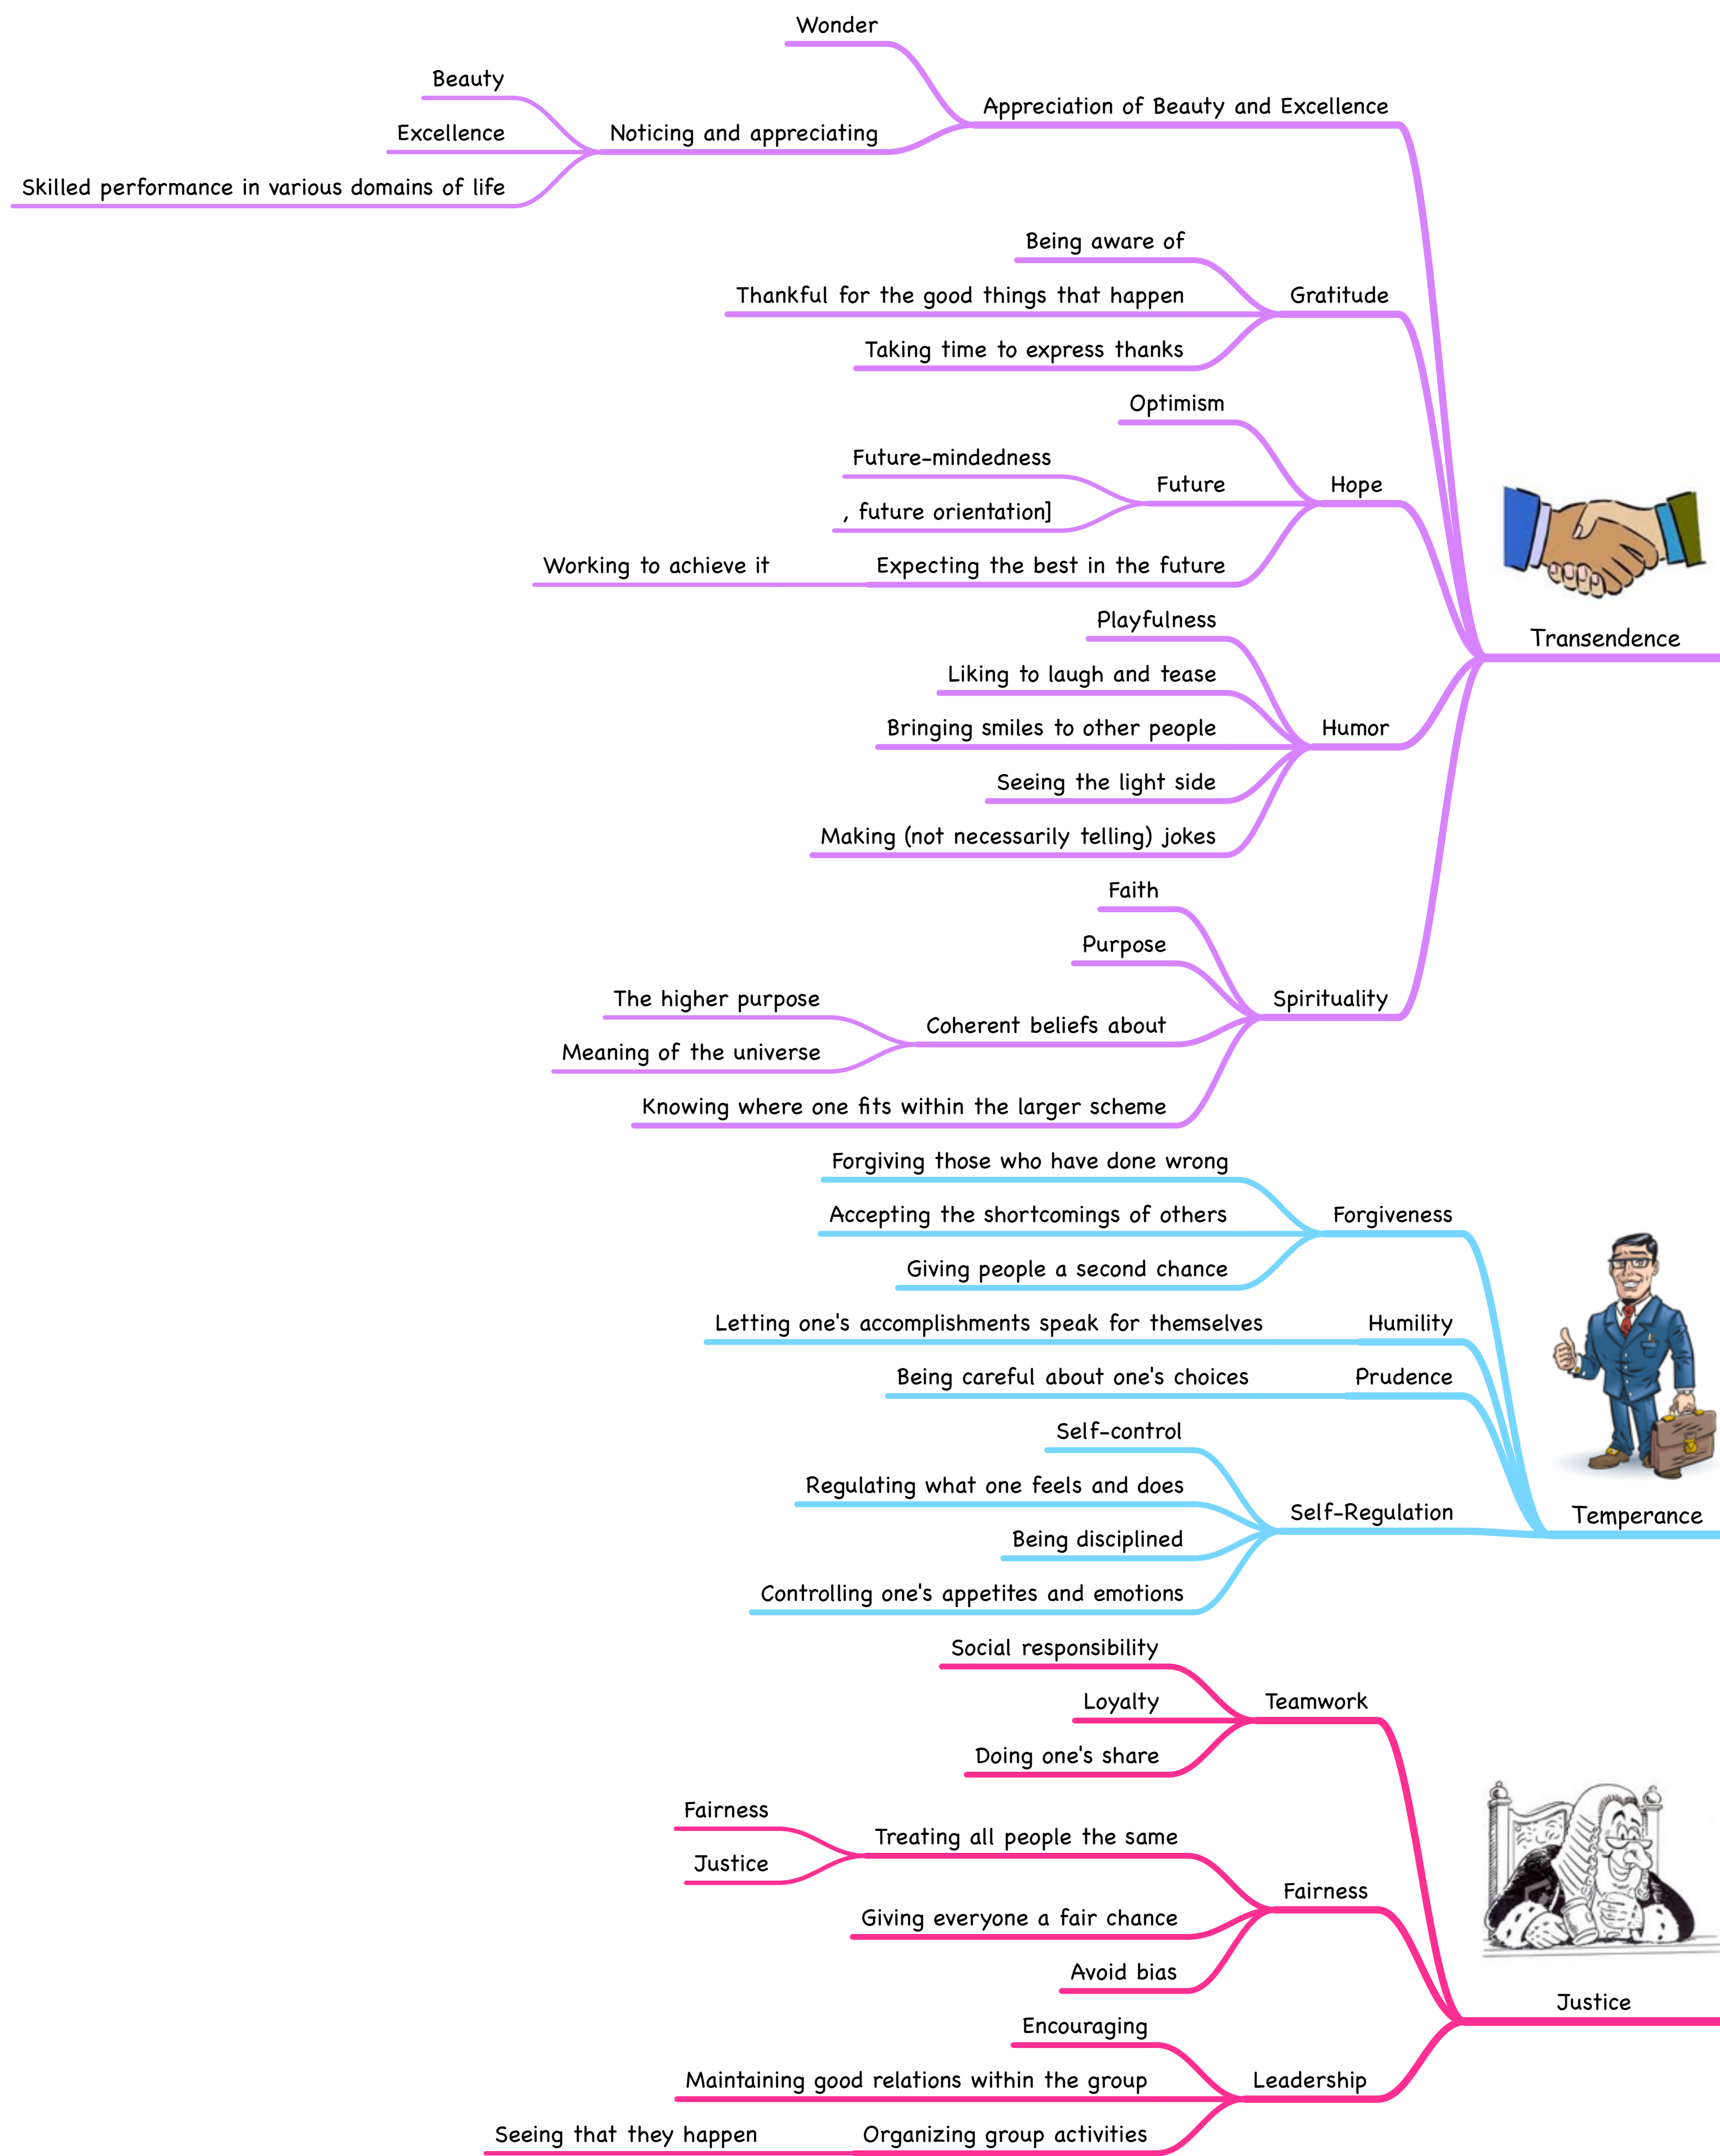 Wonder
Beauty
Appreciation of Beauty and Excellence
Excellence
Noticing and appreciating
Skilled performance in various domains of life
Being aware of
Thankful for the good things that happen
Gratitude
Taking time to express thanks
Optimism
Future-mindedness
Future
Hope
, future orientation]
Working to achieve it
Expecting the best in the future
Playfulness
Transendence
Liking to laugh and tease
Bringing smiles to other people
Humor
Seeing the light side
Making (not necessarily telling) jokes
Faith
Purpose
The higher purpose
Spirituality
Coherent beliefs about
Meaning of the universe
Knowing where one fits within the larger scheme
Forgiving those who have done wrong
Accepting the shortcomings of others
Forgiveness
Giving people a second chance
Letting one's accomplishments speak for themselves
Humility
Being careful about one's choices
Prudence
Self-control
Regulating what one feels and does
Self-Regulation
Temperance
Being disciplined
Controlling one's appetites and emotions
Social responsibility
Loyalty
Teamwork
Doing one's share
Fairness
Treating all people the same
Justice
Fairness
Giving everyone a fair chance
Avoid bias
Justice
Encouraging
Maintaining good relations within the group
Leadership
Seeing that they happen
Organizing group activities